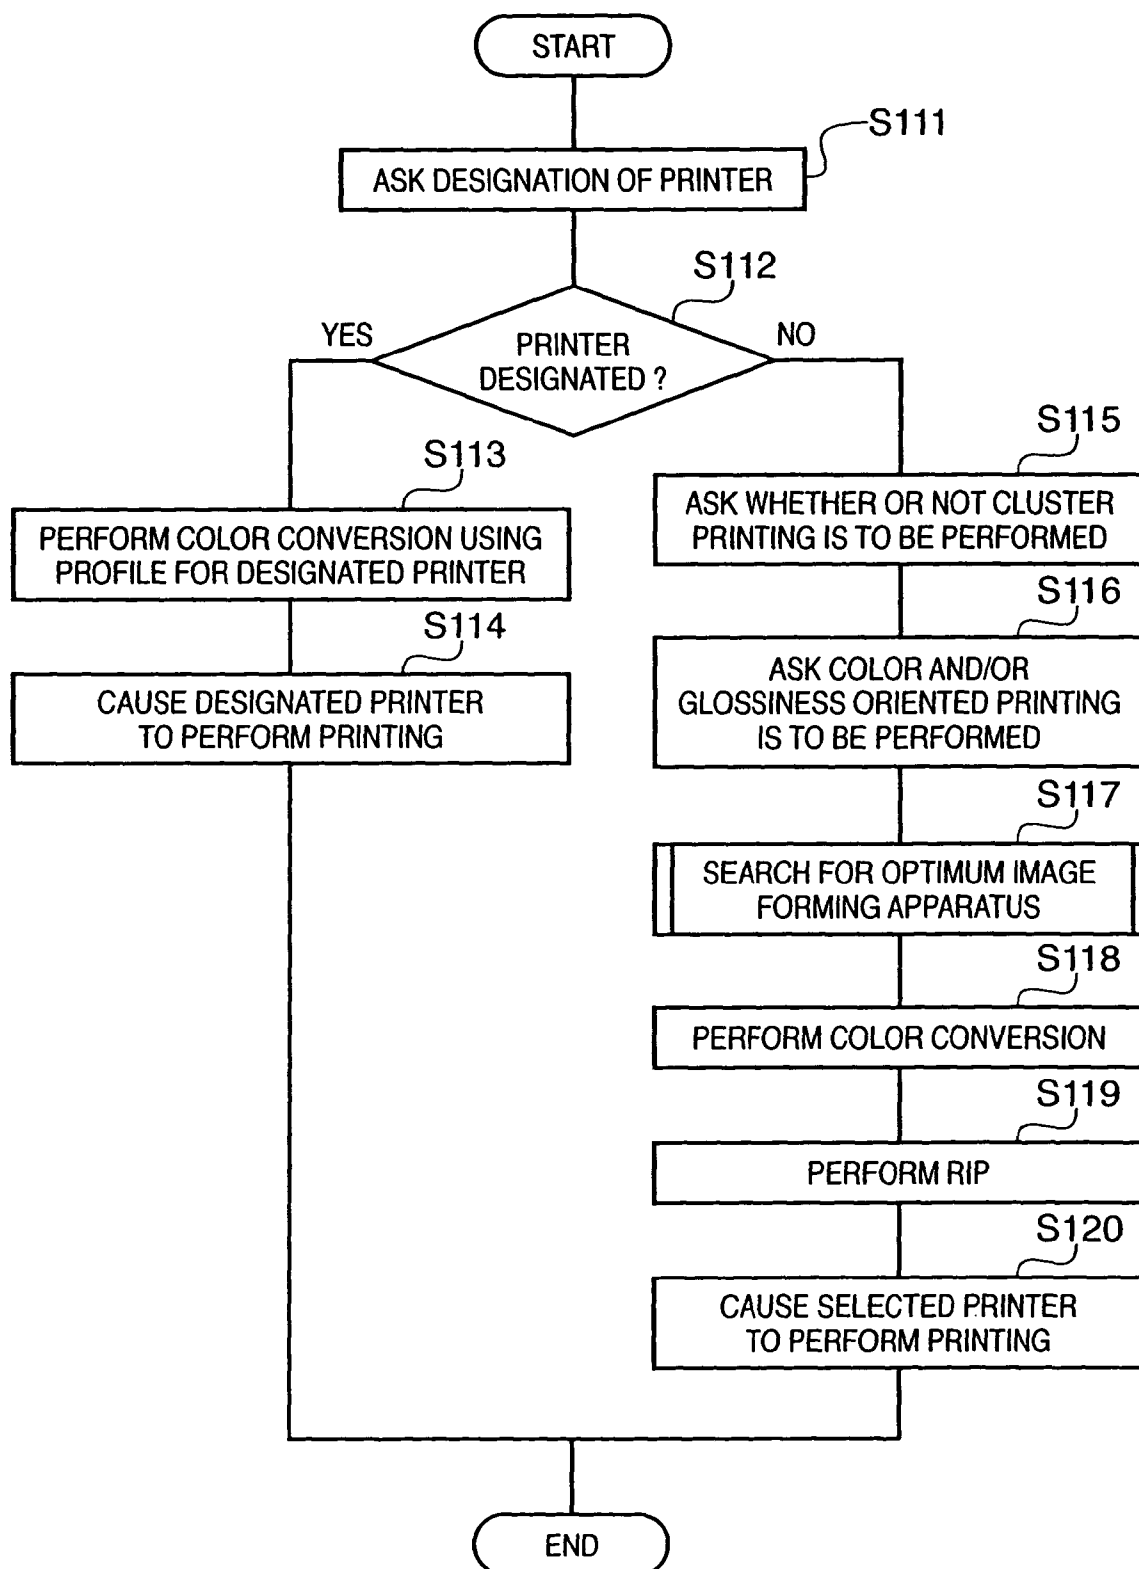 START
S111
ASK DESIGNATION OF PRINTER
S112
YES
NO
PRINTER
DESIGNATED ?
S113
PERFORM COLOR CONVERSION USING
PROFILE FOR DESIGNATED PRINTER
S114
CAUSE DESIGNATED PRINTER
TO PERFORM PRINTING
S115
ASK WHETHER OR NOT CLUSTER
PRINTING IS TO BE PERFORMED
S116
ASK COLOR AND/OR
GLOSSINESS ORIENTED PRINTING
IS TO BE PERFORMED
S117
SEARCH FOR OPTIMUM IMAGE
FORMING APPARATUS
S118
PERFORM COLOR CONVERSION
S119
PERFORM RIP
S120
CAUSE SELECTED PRINTER
TO PERFORM PRINTING
END